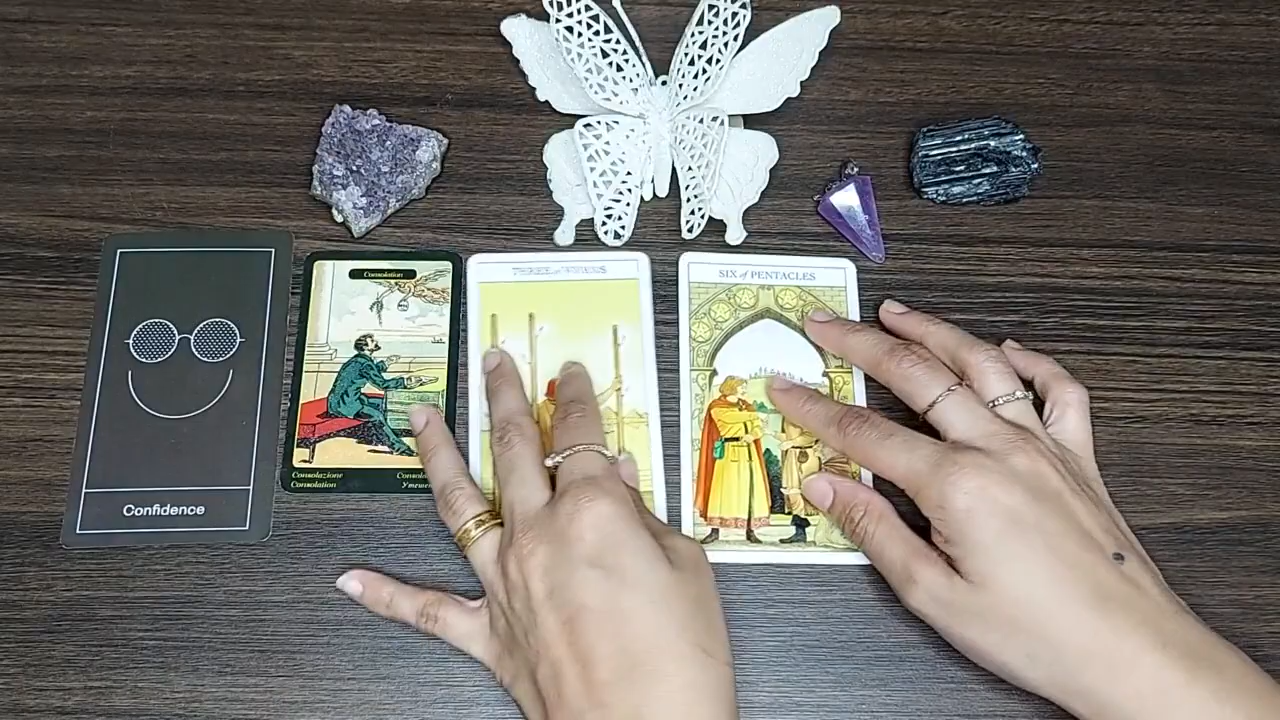 Confidence
Consolation
Consolazione
Consolation
THREE of WANDS
SIX of PENTACLES